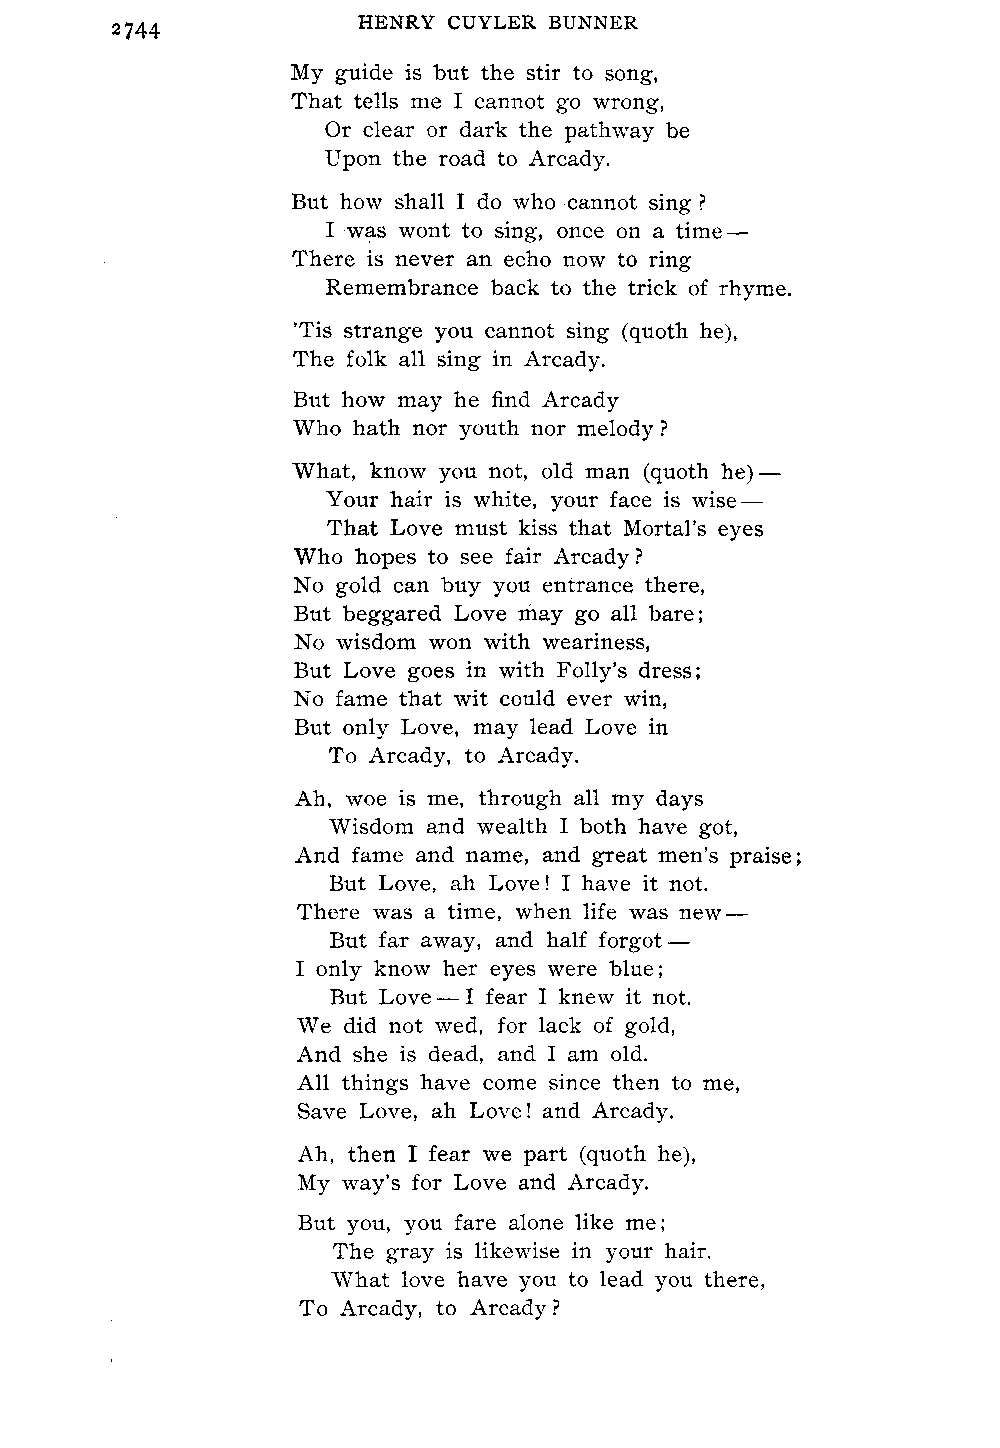 2744
HENRY CUYLER BUNNER
My guide is but the stir to song,
That tells me I cannot go wrong,
Or clear or dark the pathway be
Upon the road to Arcady.
But how shall I do who cannot sing?
I was wont to sing, once on a time—
There is never an echo now to ring
Remembrance back to the trick of rhyme.
'Tis strange you cannot sing (quoth he),
The folk all sing in Arcady.
But how may he find Arcady
Who hath nor youth nor melody?
What, know you not, old man (quoth he)—
Your hair is white, your face is wise—
That Love must kiss that Mortal's eyes
Who hopes to see fair Arcady?
No gold can buy you entrance there,
But beggared Love may go all bare;
No wisdom won with weariness,
But Love goes in with Folly's dress;
No fame that wit could ever win,
But only Love, may lead Love in
To Arcady, to Arcady.
Ah, woe is me, through all my days
Wisdom and wealth I both have got,
And fame and name, and great men's praise;
But Love, ah Love! I have it not.
There was a time, when life was new—
But far away, and half forgot—
I only know her eyes were blue;
But Love—I fear I knew it not.
We did not wed, for lack of gold,
And she is dead, and I am old.
All things have come since then to me,
Save Love, ah Love! and Arcady.
Ah, then I fear we part (quoth he),
My way's for Love and Arcady.
But you, you fare alone like me;
The gray is likewise in your hair.
What love have you to lead you there,
To Arcady, to Arcady?